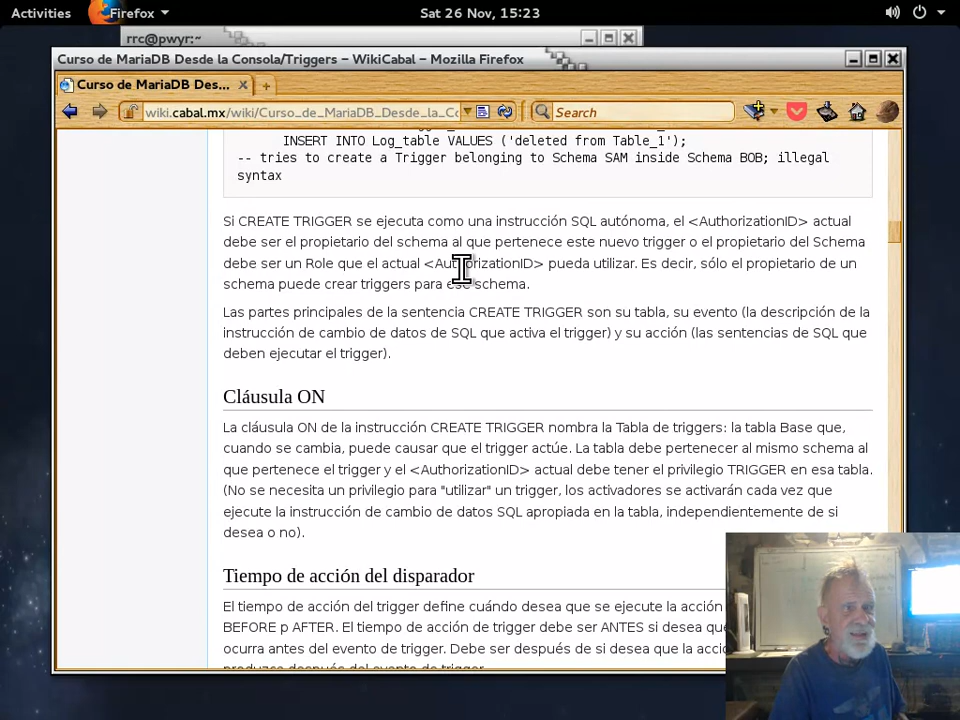 Activities Firefox Sat 26 Nov, 15:23
rrc@pwyr:~
Curso de MariaDB Desde la Consola/Triggers – WikiCabal – Mozilla Firefox
Curso de MariaDB Des...
wiki.cabal.mx/wiki/Curso_de_MariaDB_Desde_la_Co Search
INSERT INTO Log_table VALUES ('deleted from Table_1');
-- tries to create a Trigger belonging to Schema SAM inside Schema BOB; illegal
syntax
Si CREATE TRIGGER se ejecuta como una instrucción SQL autónoma, el <AuthorizationID> actual
debe ser el propietario del schema al que pertenece este nuevo trigger o el propietario del Schema
debe ser un Role que el actual <AuthorizationID> pueda utilizar. Es decir, sólo el propietario de un
schema puede crear triggers para ese schema.
Las partes principales de la sentencia CREATE TRIGGER son su tabla, su evento (la descripción de la
instrucción de cambio de datos de SQL que activa el trigger) y su acción (las sentencias de SQL que
deben ejecutar el trigger).
Cláusula ON
La cláusula ON de la instrucción CREATE TRIGGER nombra la Tabla de triggers: la tabla Base que,
cuando se cambia, puede causar que el trigger actúe. La tabla debe pertenecer al mismo schema al
que pertenece el trigger y el <AuthorizationID> actual debe tener el privilegio TRIGGER en esa tabla.
(No se necesita un privilegio para "utilizar" un trigger, los activadores se activarán cada vez que
ejecute la instrucción de cambio de datos SQL apropiada en la tabla, independientemente de si
desea o no).
Tiempo de acción del disparador
El tiempo de acción del trigger define cuándo desea que se ejecute la acción
BEFORE p AFTER. El tiempo de acción de trigger debe ser ANTES si desea que
ocurra antes del evento de trigger. Debe ser después de si desea que la acció
produzca después del evento de trigger.